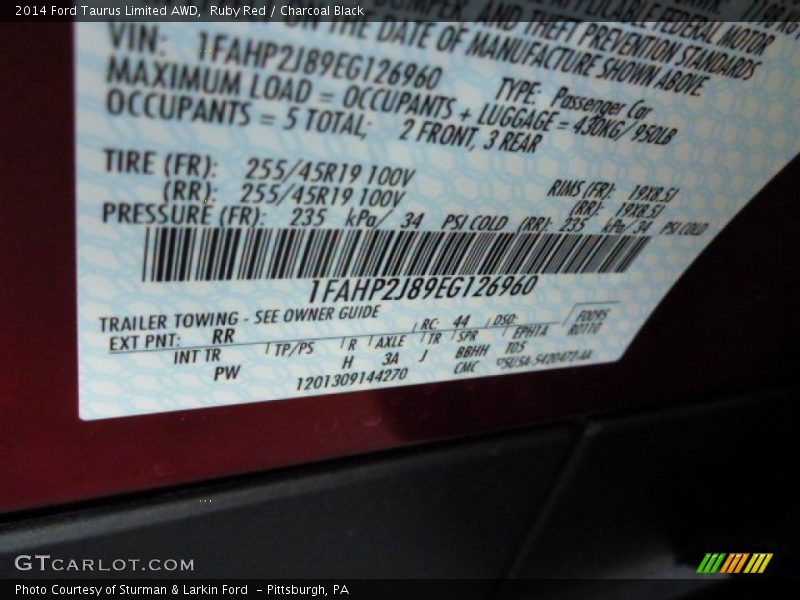 2014 Ford Taurus Limited AWD, Ruby Red / Charcoal Black
APPLICABLE FEDERAL MOTOR
AND THEFT PREVENTION STANDARDS
THE DATE OF MANUFACTURE SHOWN ABOVE
VIN: 1FAHP2J89EG126960
TYPE: Passenger Car
MAXIMUM LOAD = OCCUPANTS + LUGGAGE = 430KG/950LB
OCCUPANTS = 5 TOTAL; 2 FRONT, 3 REAR
TIRE (FR): 255/45R19 100V RIMS (FR): 19X8.5J
(RR): 255/45R19 100V (RR): 19X8.5J
PRESSURE (FR): 235 kPa/ 34 PSI COLD (RR): 235 kPa/ 34 PSI COLD
1FAHP2J89EG126960
TRAILER TOWING - SEE OWNER GUIDE
EXT PNT: RR RC: 44 DSO:
INT TR TP/PS R AXLE TR SPR EPH1A
PW H 3A J BBHH T05
1201309144270 CMC
GTCARLOT.COM
Photo Courtesy of Sturman & Larkin Ford - Pittsburgh, PA